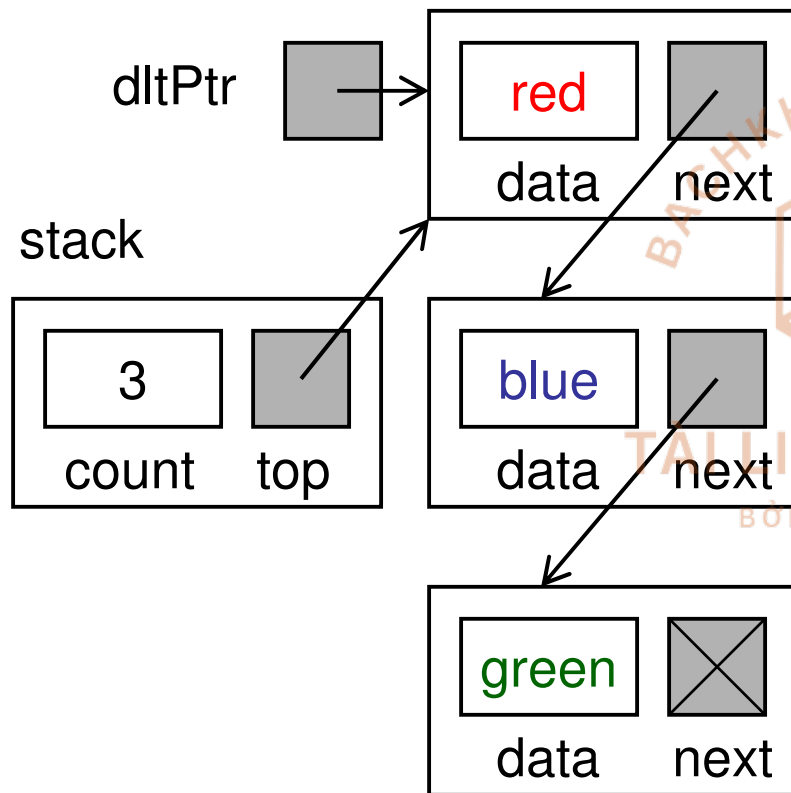 dltPtr
red
data next
stack
3
count top
blue
data next
green
data next